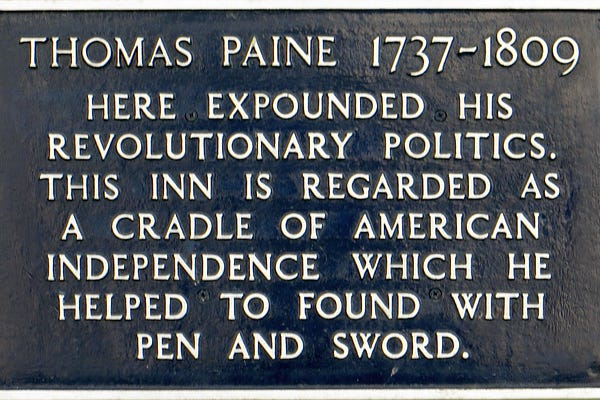 THOMAS PAINE 1737-1809
HERE EXPOUNDED HIS
REVOLUTIONARY POLITICS.
THIS INN IS REGARDED AS
A CRADLE OF AMERICAN
INDEPENDENCE WHICH HE
HELPED TO FOUND WITH
PEN AND SWORD.